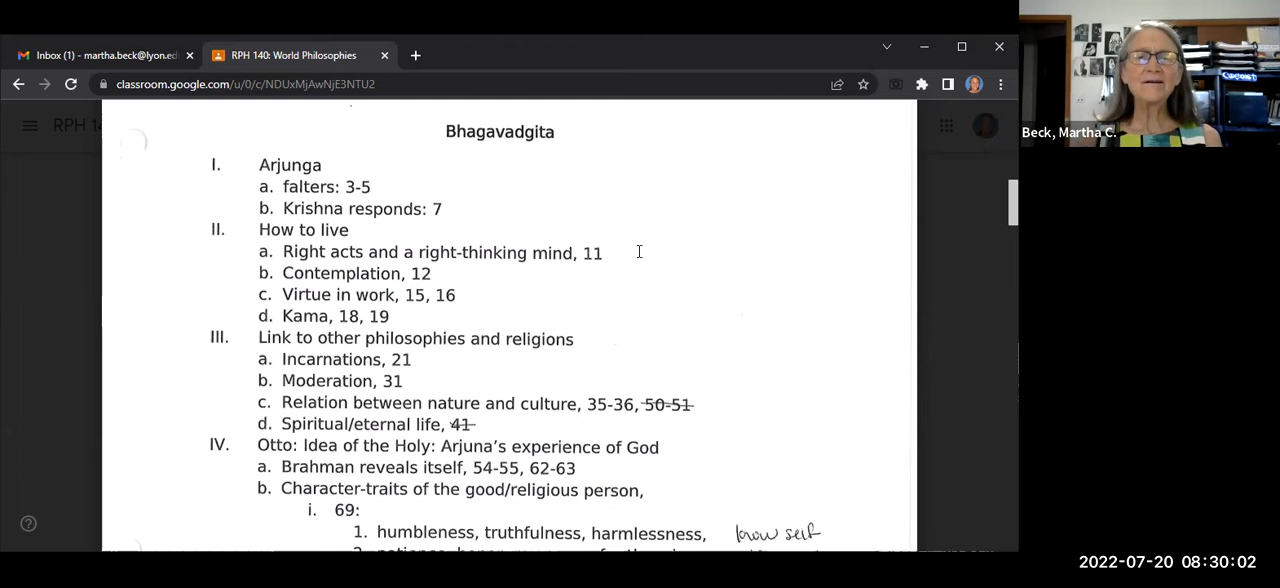 Inbox (1) - martha.beck@lyon.ed
RPH 140: World Philosophies
classroom.google.com/u/0/c/NDUxMjAwNjE3NTU2
RPH 14
Bhagavadgita
I. Arjunga
a. falters: 3-5
b. Krishna responds: 7
II. How to live
a. Right acts and a right-thinking mind, 11
b. Contemplation, 12
c. Virtue in work, 15, 16
d. Kama, 18, 19
III. Link to other philosophies and religions
a. Incarnations, 21
b. Moderation, 31
c. Relation between nature and culture, 35-36, 50-51
d. Spiritual/eternal life, 41
IV. Otto: Idea of the Holy: Arjuna's experience of God
a. Brahman reveals itself, 54-55, 62-63
b. Character-traits of the good/religious person,
i. 69:
1. humbleness, truthfulness, harmlessness, know self
Beck, Martha C.
2022-07-20 08:30:02